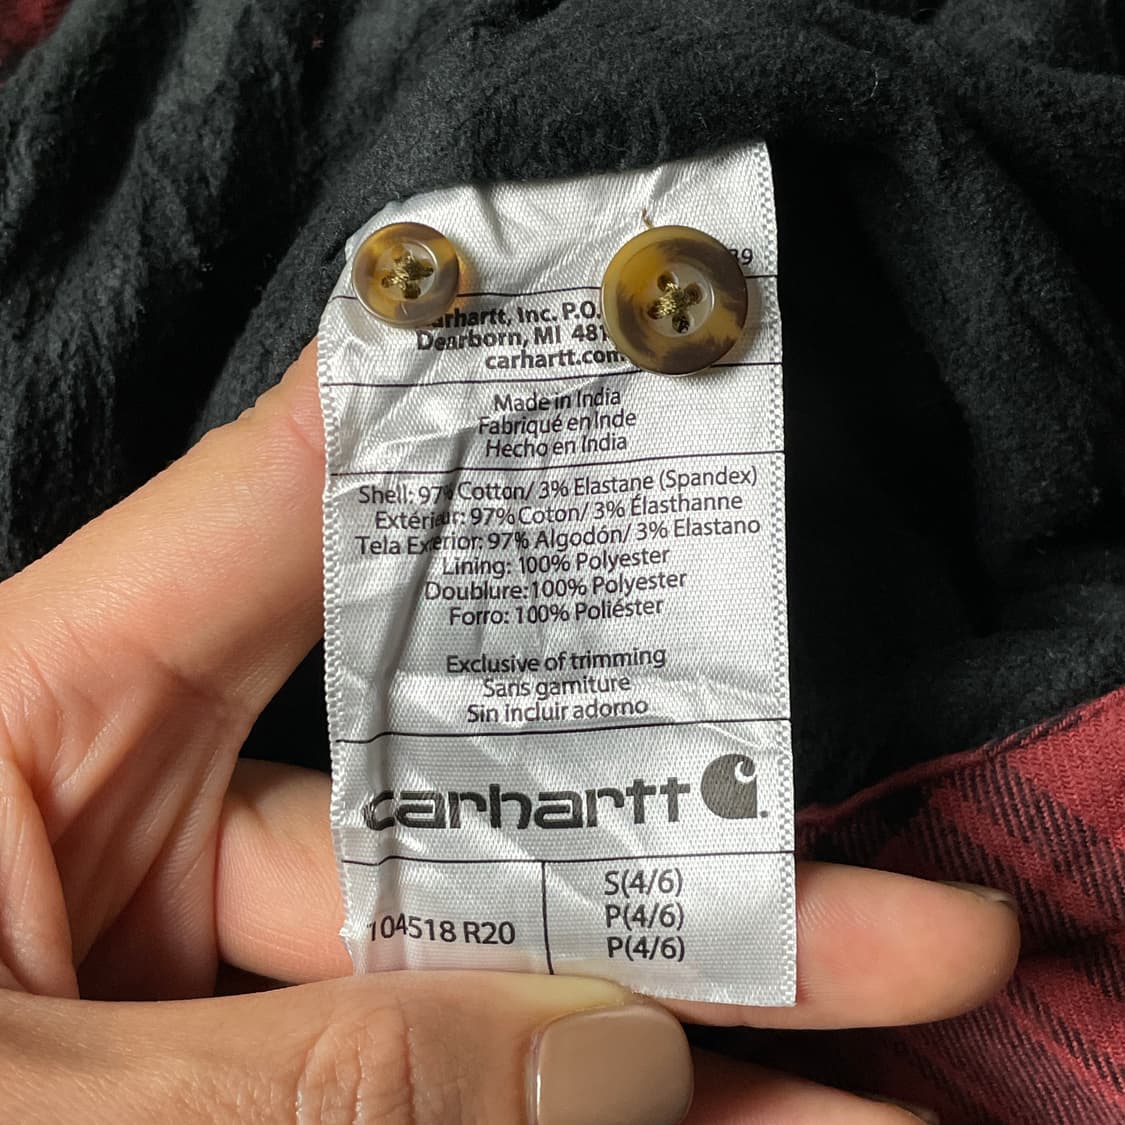 39
arhartt, Inc. P.O.
Dearborn, MI 481
carhartt.com
Made in India
Fabriqué en Inde
Hecho en India
Shell: 97% Cotton/ 3% Elastane (Spandex)
Extérieur: 97% Coton/ 3% Élasthanne
Tela Exterior: 97% Algodón/ 3% Elastano
Lining: 100% Polyester
Doublure:100% Polyester
Forro: 100% Poliéster
Exclusive of trimming
Sans garniture
Sin incluir adorno
carhartt
104518 R20
S(4/6)
P(4/6)
P(4/6)